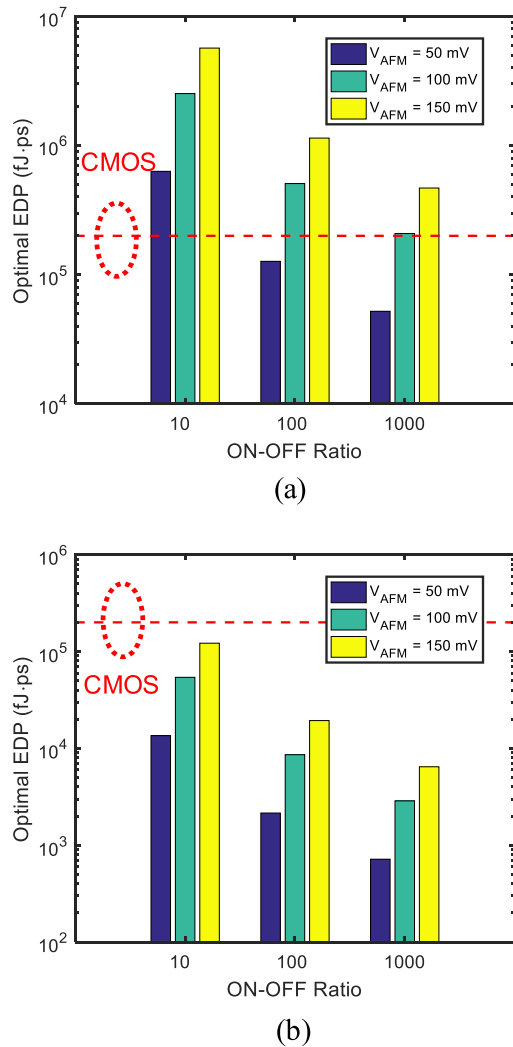 10^7
V_AFM = 50 mV
V_AFM = 100 mV
V_AFM = 150 mV
10^6
CMOS
Optimal EDP (fJ·ps)
10^5
10^4
10 100 1000
ON-OFF Ratio
(a)
10^6
V_AFM = 50 mV
V_AFM = 100 mV
V_AFM = 150 mV
10^5
CMOS
Optimal EDP (fJ·ps)
10^4
10^3
10^2
10 100 1000
ON-OFF Ratio
(b)